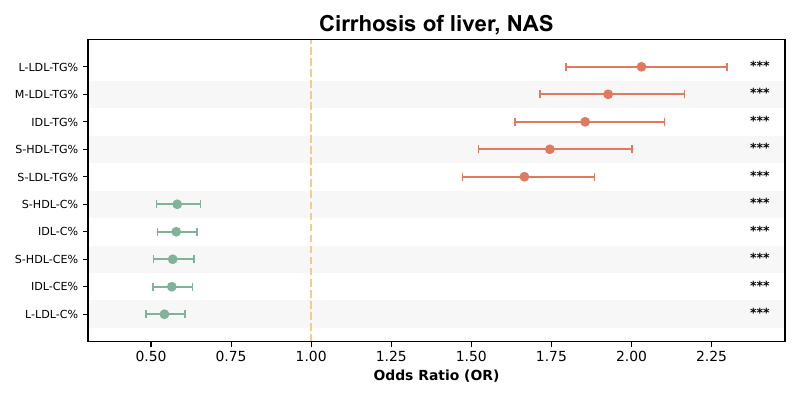 Cirrhosis of liver, NAS
L-LDL-TG% ***
M-LDL-TG% ***
IDL-TG% ***
S-HDL-TG% ***
S-LDL-TG% ***
S-HDL-C% ***
IDL-C% ***
S-HDL-CE% ***
IDL-CE% ***
L-LDL-C% ***
0.50 0.75 1.00 1.25 1.50 1.75 2.00 2.25
Odds Ratio (OR)